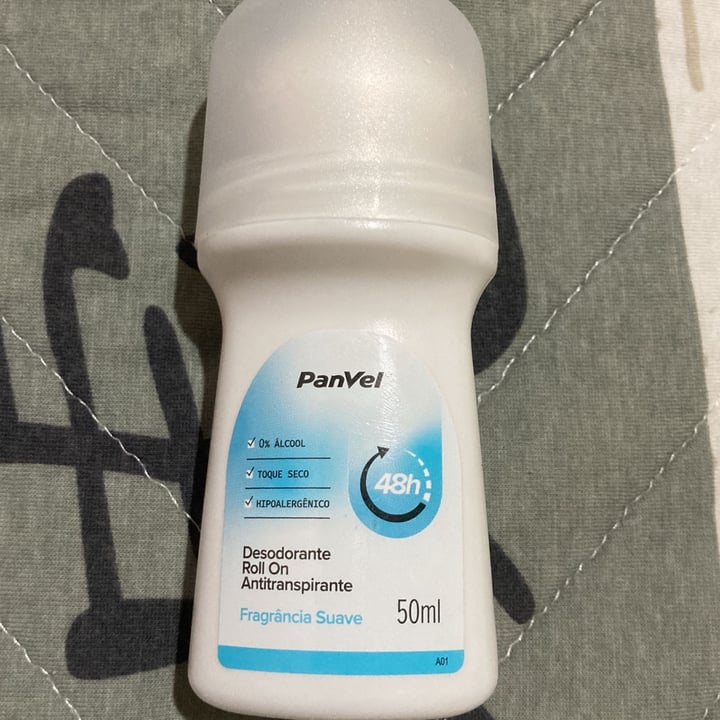 PanVel
0% ÁLCOOL
TOQUE SECO
HIPOALERGÊNICO
48h
Desodorante
Roll On
Antitranspirante
Fragrância Suave
50ml
A01